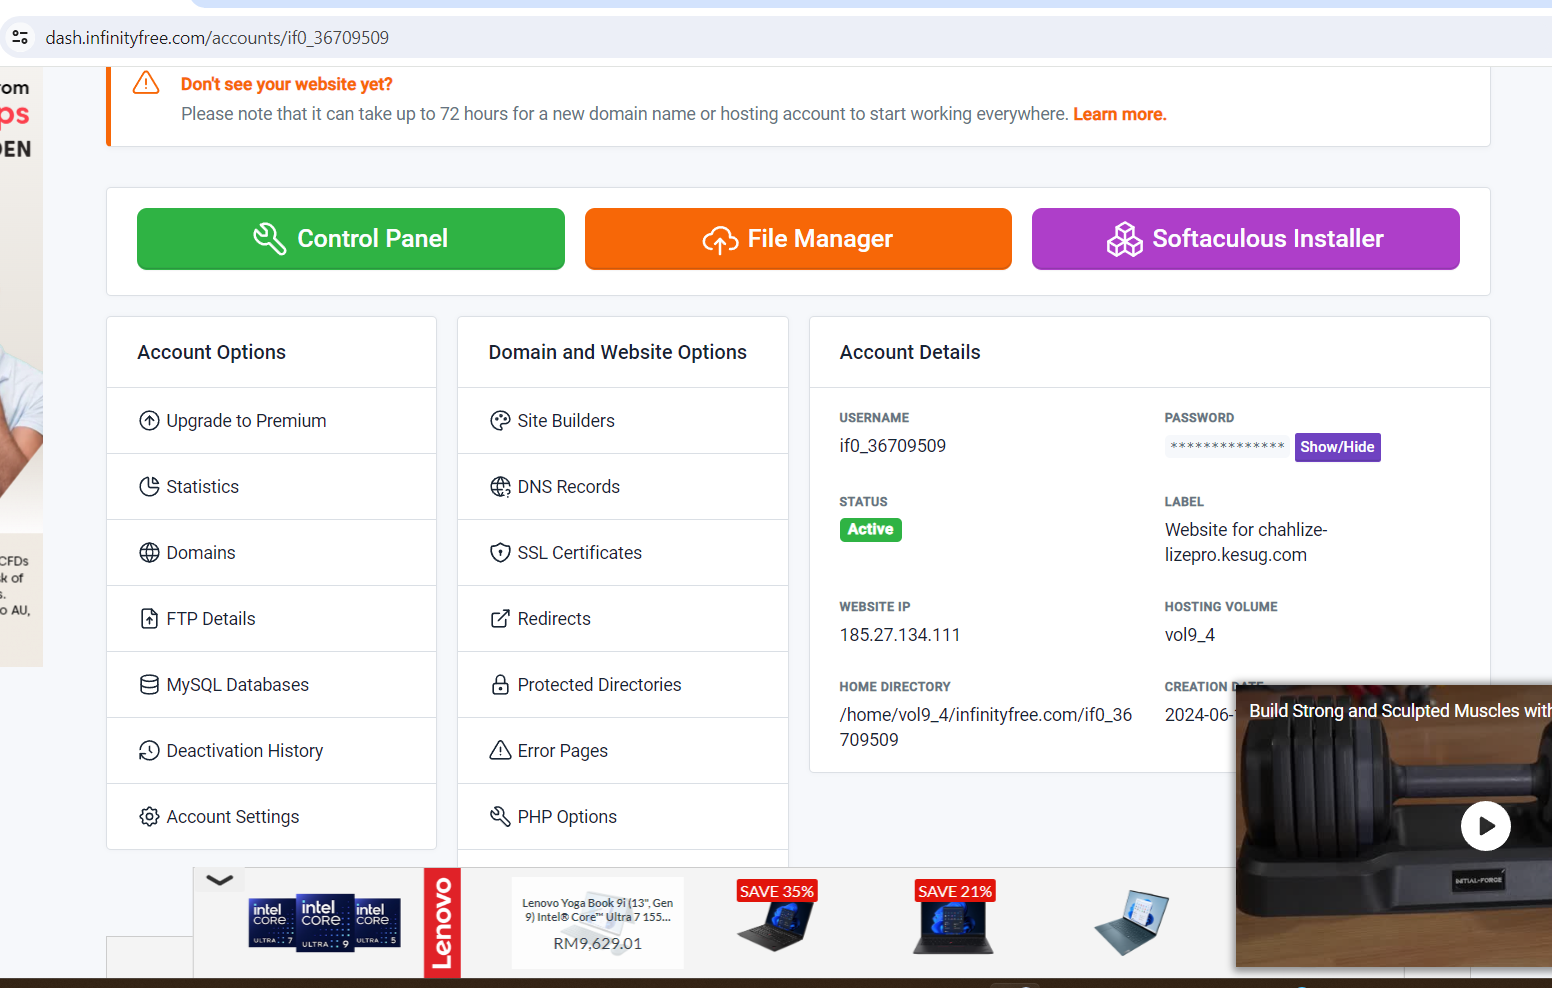 dash.infinityfree.com/accounts/if0_36709509
om
ps
DEN
CFDs
k of
s.
o AU,
Don't see your website yet?
Please note that it can take up to 72 hours for a new domain name or hosting account to start working everywhere. Learn more.
Control Panel
File Manager
Softaculous Installer
Account Options
Upgrade to Premium
Statistics
Domains
FTP Details
MySQL Databases
Deactivation History
Account Settings
Domain and Website Options
Site Builders
DNS Records
SSL Certificates
Redirects
Protected Directories
Error Pages
PHP Options
Account Details
USERNAME
if0_36709509
PASSWORD
************** Show/Hide
STATUS
Active
LABEL
Website for chahlize-
lizepro.kesug.com
WEBSITE IP
185.27.134.111
HOSTING VOLUME
vol9_4
HOME DIRECTORY
/home/vol9_4/infinityfree.com/if0_36
709509
CREATION DATE
2024-06-
Build Strong and Sculpted Muscles with
INITIAL-FORGE
intel
CORE
ULTRA 7
intel
CORE
ULTRA 9
intel
CORE
ULTRA 5
Lenovo
Lenovo Yoga Book 9i (13", Gen
9) Intel® Core™ Ultra 7 155...
RM9,629.01
SAVE 35%
SAVE 21%